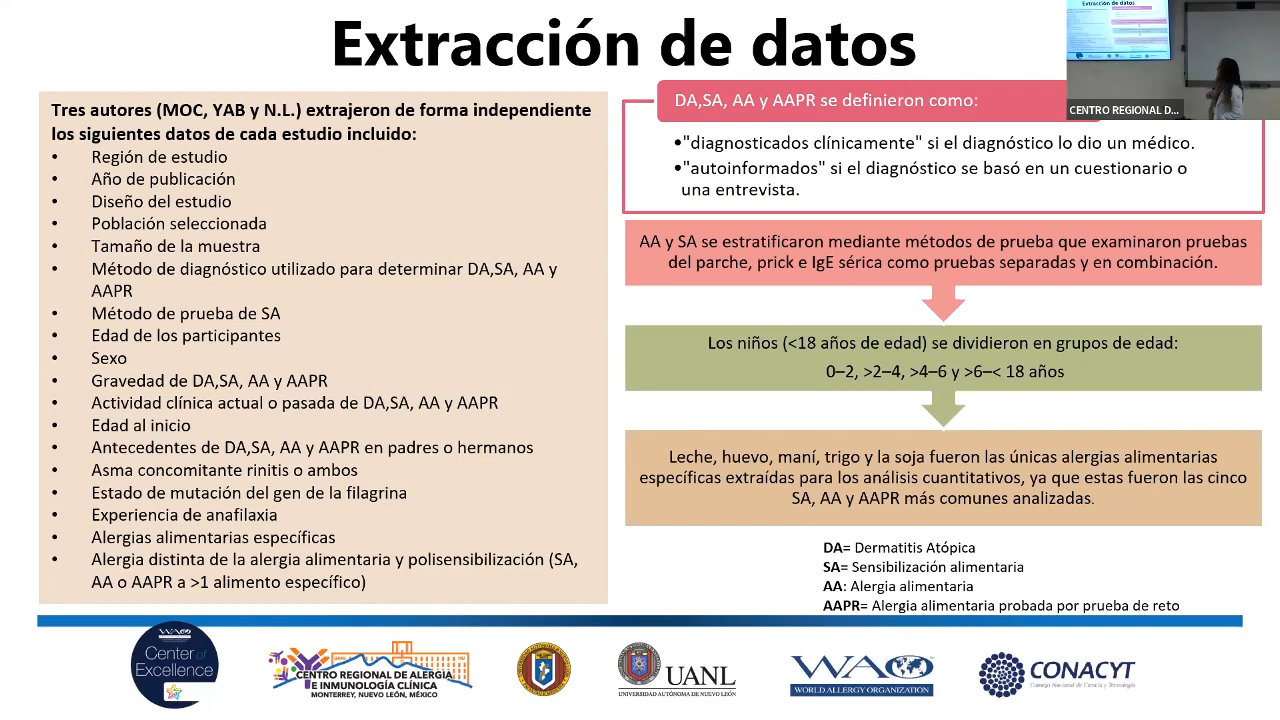 Extracción de datos
Extracción de datos
CENTRO REGIONAL D...
Tres autores (MOC, YAB y N.L.) extrajeron de forma independiente
los siguientes datos de cada estudio incluido:
• Región de estudio
• Año de publicación
• Diseño del estudio
• Población seleccionada
• Tamaño de la muestra
• Método de diagnóstico utilizado para determinar DA,SA, AA y
AAPR
• Método de prueba de SA
• Edad de los participantes
• Sexo
• Gravedad de DA,SA, AA y AAPR
• Actividad clínica actual o pasada de DA,SA, AA y AAPR
• Edad al inicio
• Antecedentes de DA,SA, AA y AAPR en padres o hermanos
• Asma concomitante rinitis o ambos
• Estado de mutación del gen de la filagrina
• Experiencia de anafilaxia
• Alergias alimentarias específicas
• Alergia distinta de la alergia alimentaria y polisensibilización (SA,
AA o AAPR a >1 alimento específico)
DA,SA, AA y AAPR se definieron como:
•"diagnosticados clínicamente" si el diagnóstico lo dio un médico.
•"autoinformados" si el diagnóstico se basó en un cuestionario o
una entrevista.
AA y SA se estratificaron mediante métodos de prueba que examinaron pruebas
del parche, prick e IgE sérica como pruebas separadas y en combinación.
Los niños (<18 años de edad) se dividieron en grupos de edad:
0–2, >2–4, >4–6 y >6–< 18 años
Leche, huevo, maní, trigo y la soja fueron las únicas alergias alimentarias
específicas extraídas para los análisis cuantitativos, ya que estas fueron las cinco
SA, AA y AAPR más comunes analizadas.
DA= Dermatitis Atópica
SA= Sensibilización alimentaria
AA: Alergia alimentaria
AAPR= Alergia alimentaria probada por prueba de reto
WAO
Center of
Excellence
CENTRO REGIONAL DE ALERGIA
E INMUNOLOGÍA CLÍNICA
MONTERREY, NUEVO LEÓN, MÉXICO
UANL
UNIVERSIDAD AUTÓNOMA DE NUEVO LEÓN
WAO
WORLD ALLERGY ORGANIZATION
CONACYT
Consejo Nacional de Ciencia y Tecnología